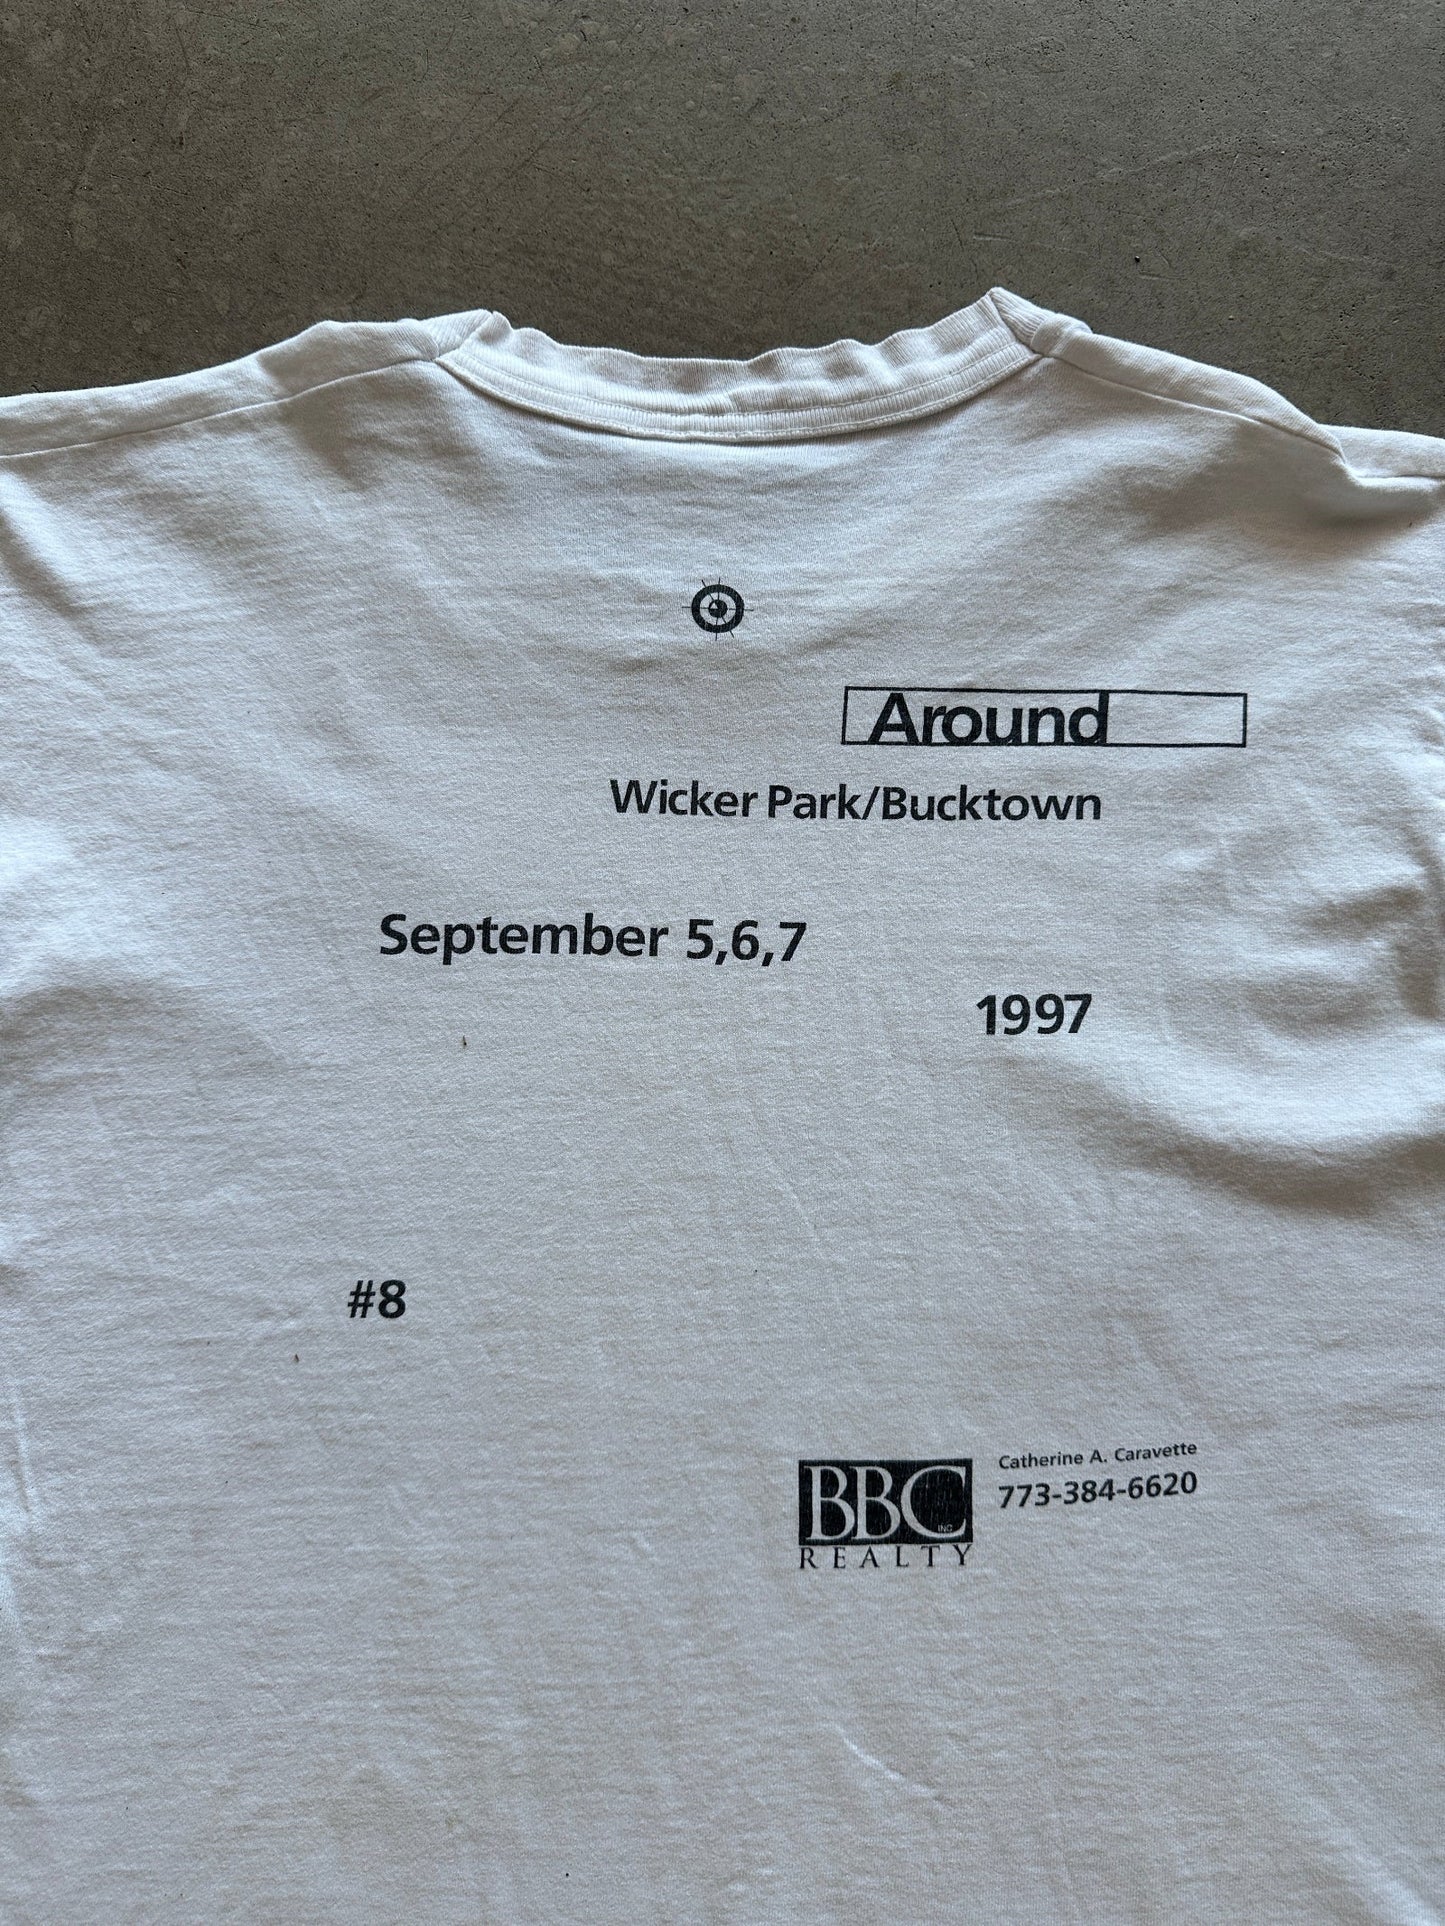 Around
Wicker Park/Bucktown
September 5,6,7
1997
#8
BBC INC
REALTY
Catherine A. Caravette
773-384-6620